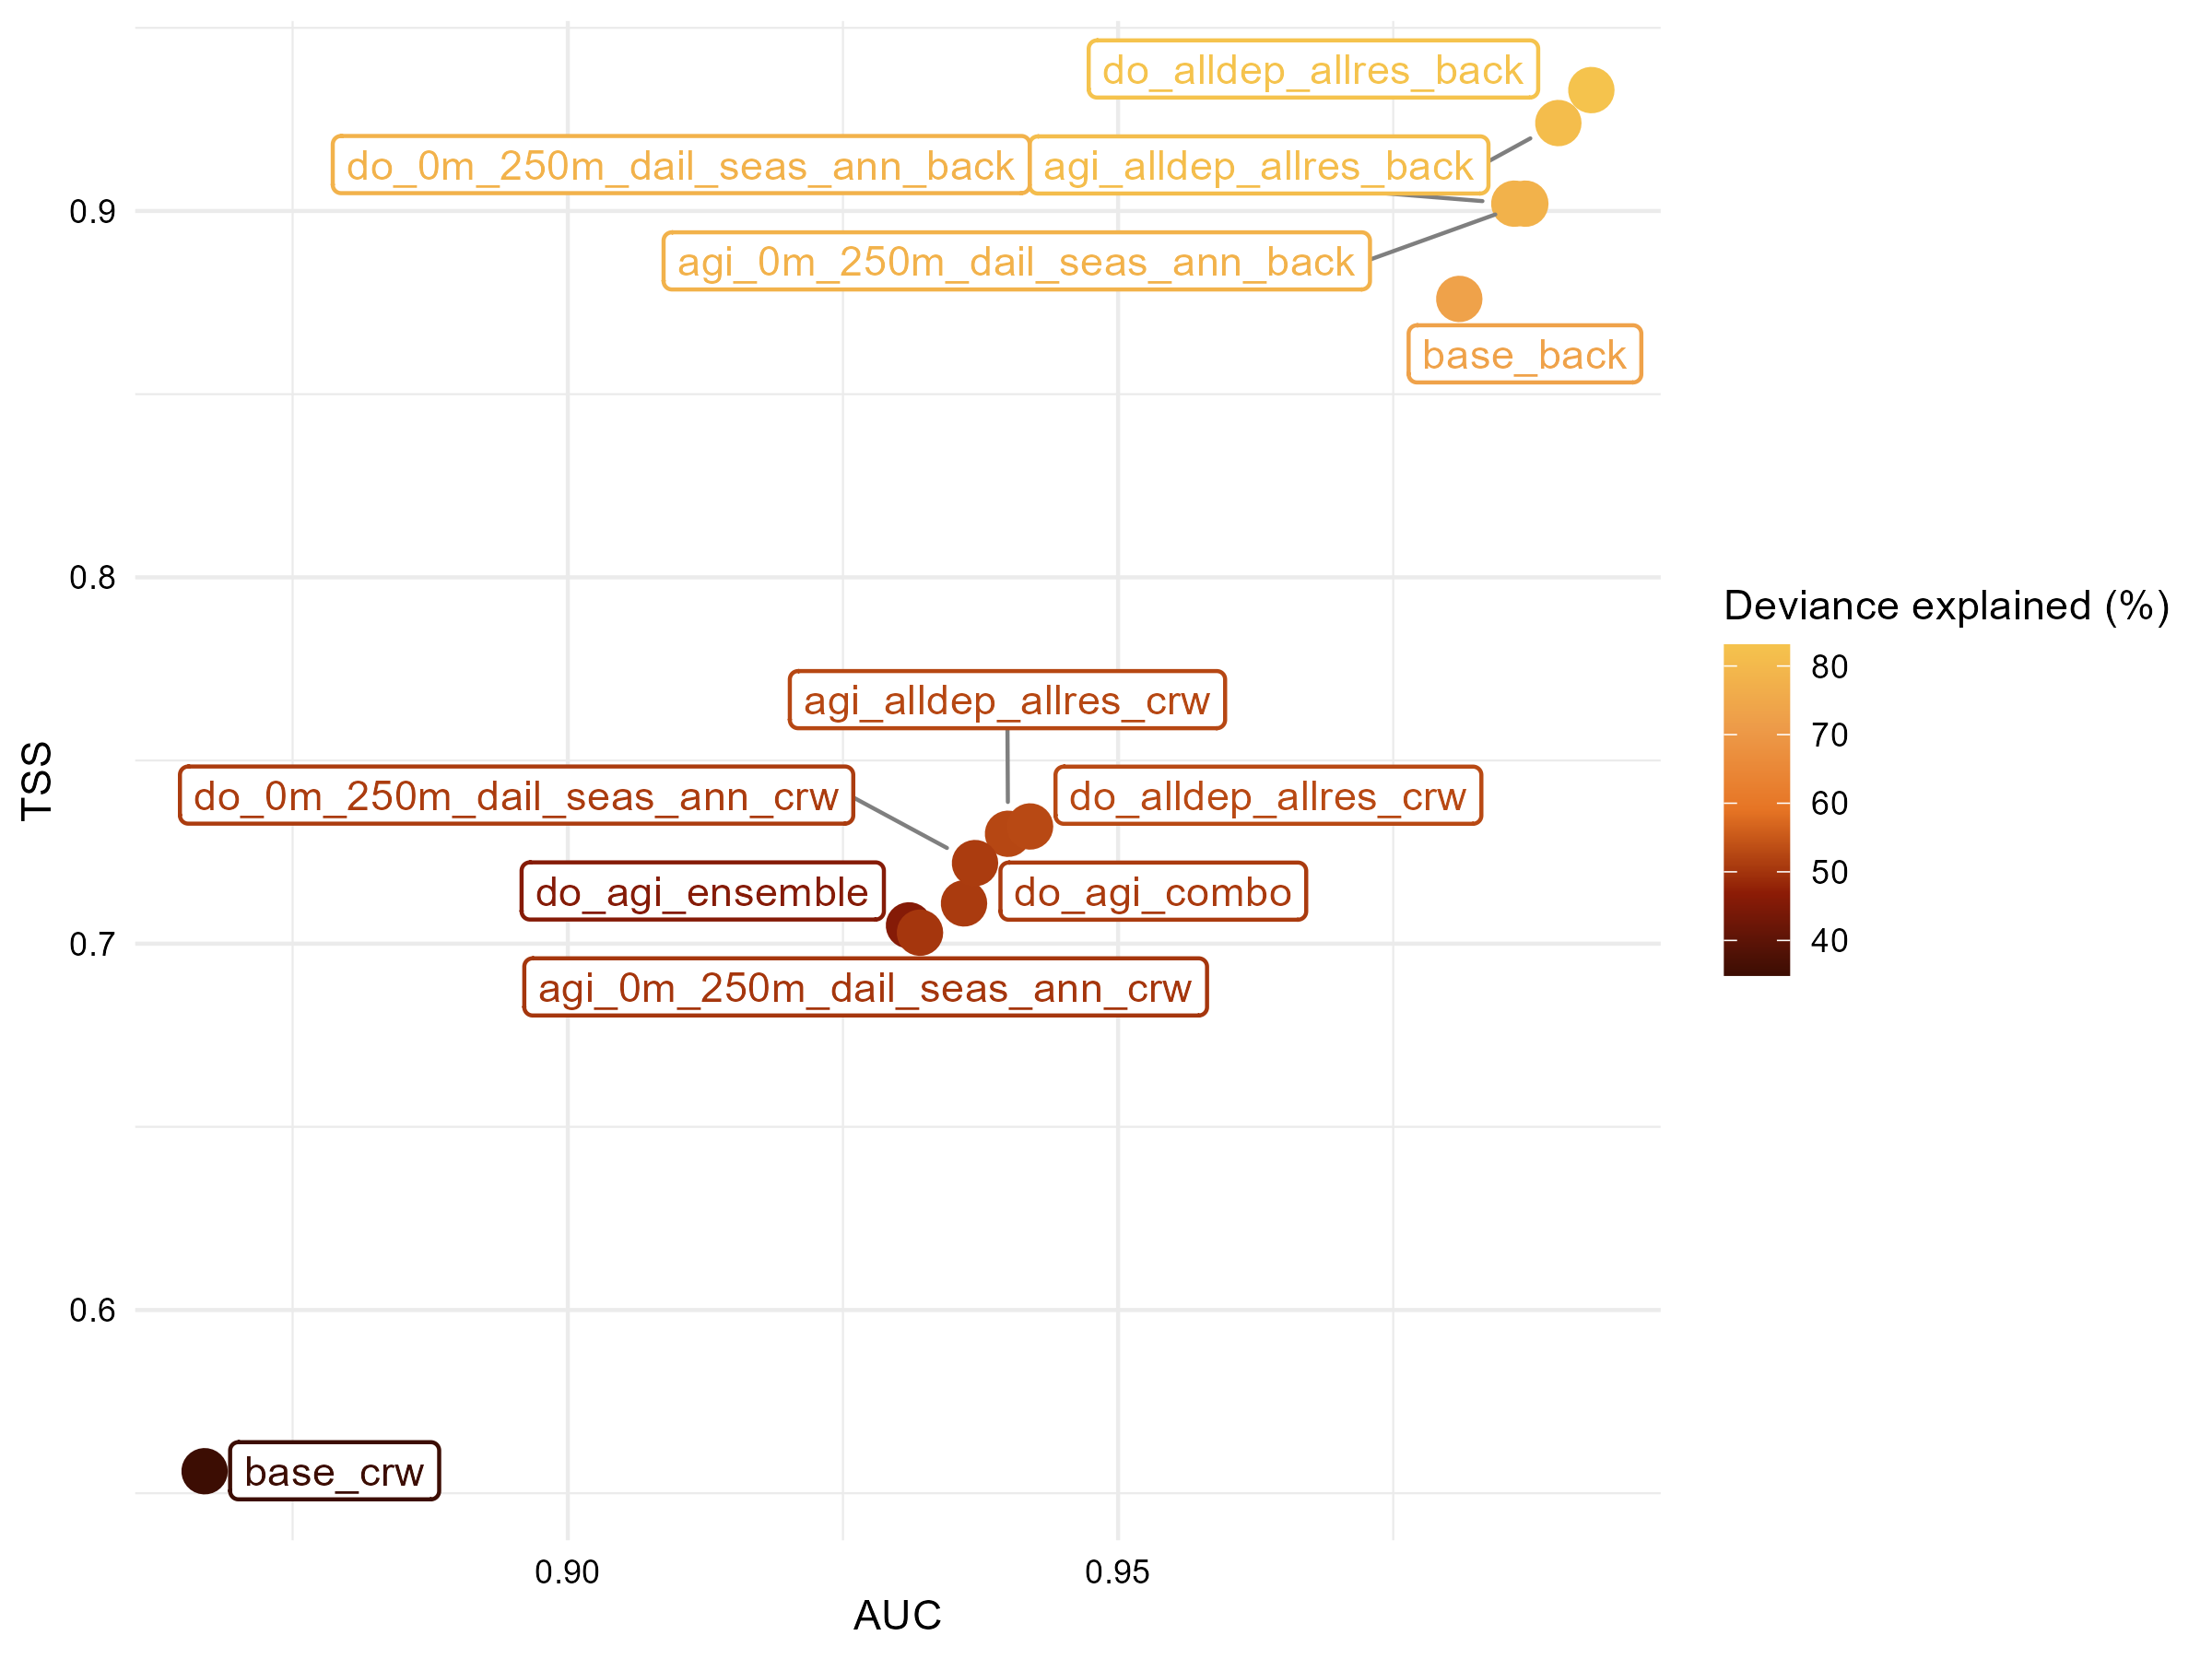 do_alldep_allres_back
do_0m_250m_dail_seas_ann_back
agi_alldep_allres_back
0.9
agi_0m_250m_dail_seas_ann_back
base_back
0.8
Deviance explained (%)
80
70
60
50
40
agi_alldep_allres_crw
do_0m_250m_dail_seas_ann_crw
do_alldep_allres_crw
TSS
do_agi_ensemble
do_agi_combo
0.7
agi_0m_250m_dail_seas_ann_crw
0.6
base_crw
0.90
0.95
AUC